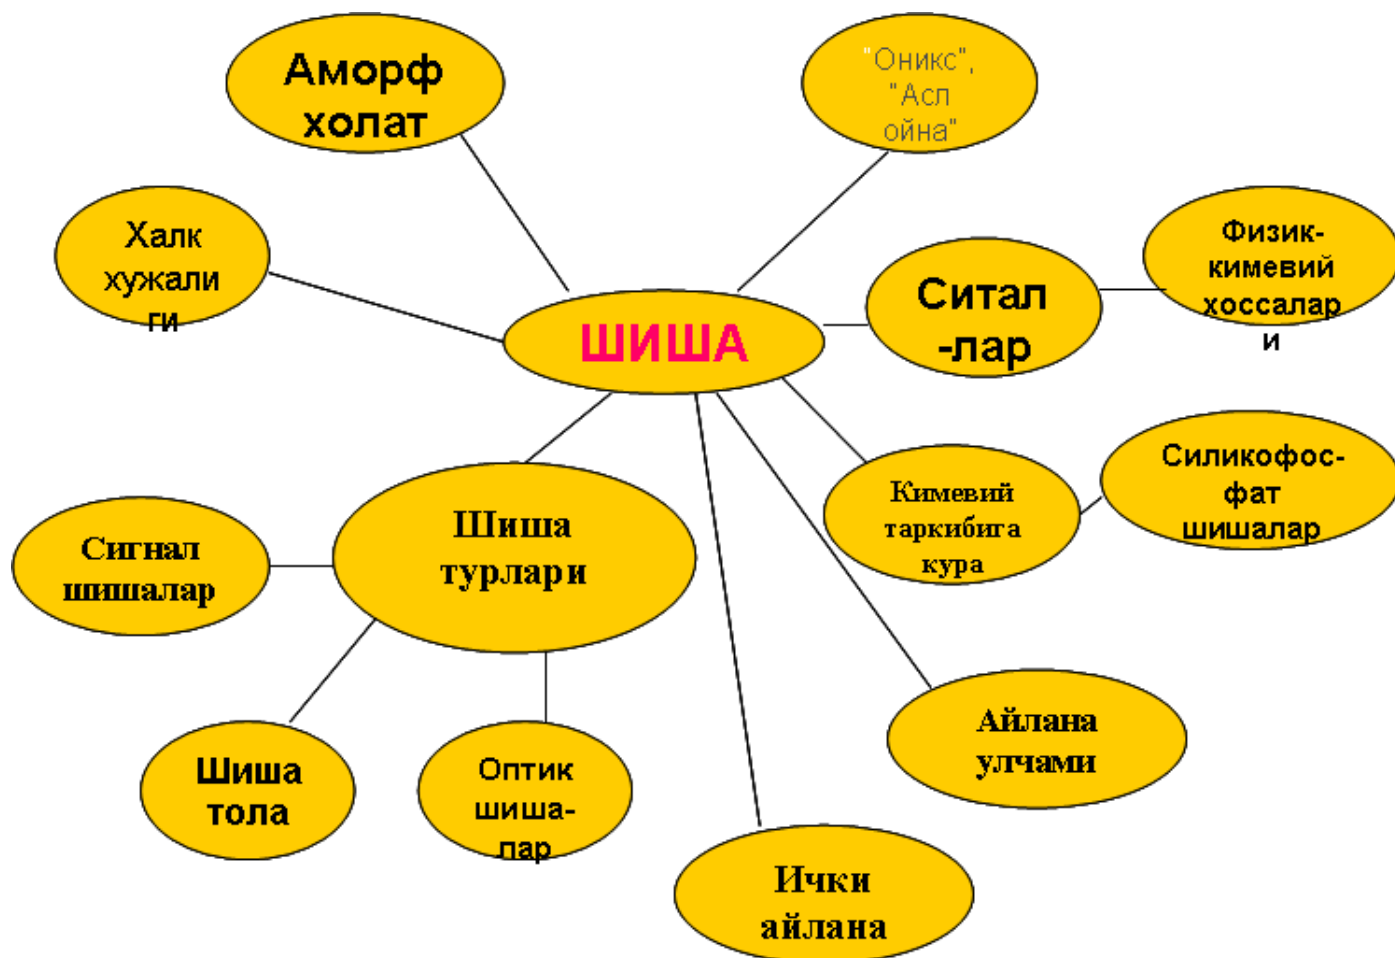 Аморф
холат
"Оникс",
"Асл
ойна"
Халк
хужали
ги
ШИША
Ситал
-лар
Физик-
кимевий
хоссалар
и
Кимевий
таркибига
кура
Силикофос-
фат
шишалар
Шиша
турлари
Сигнал
шишалар
Шиша
тола
Оптик
шиша-
лар
Айлана
улчами
Ички
айлана